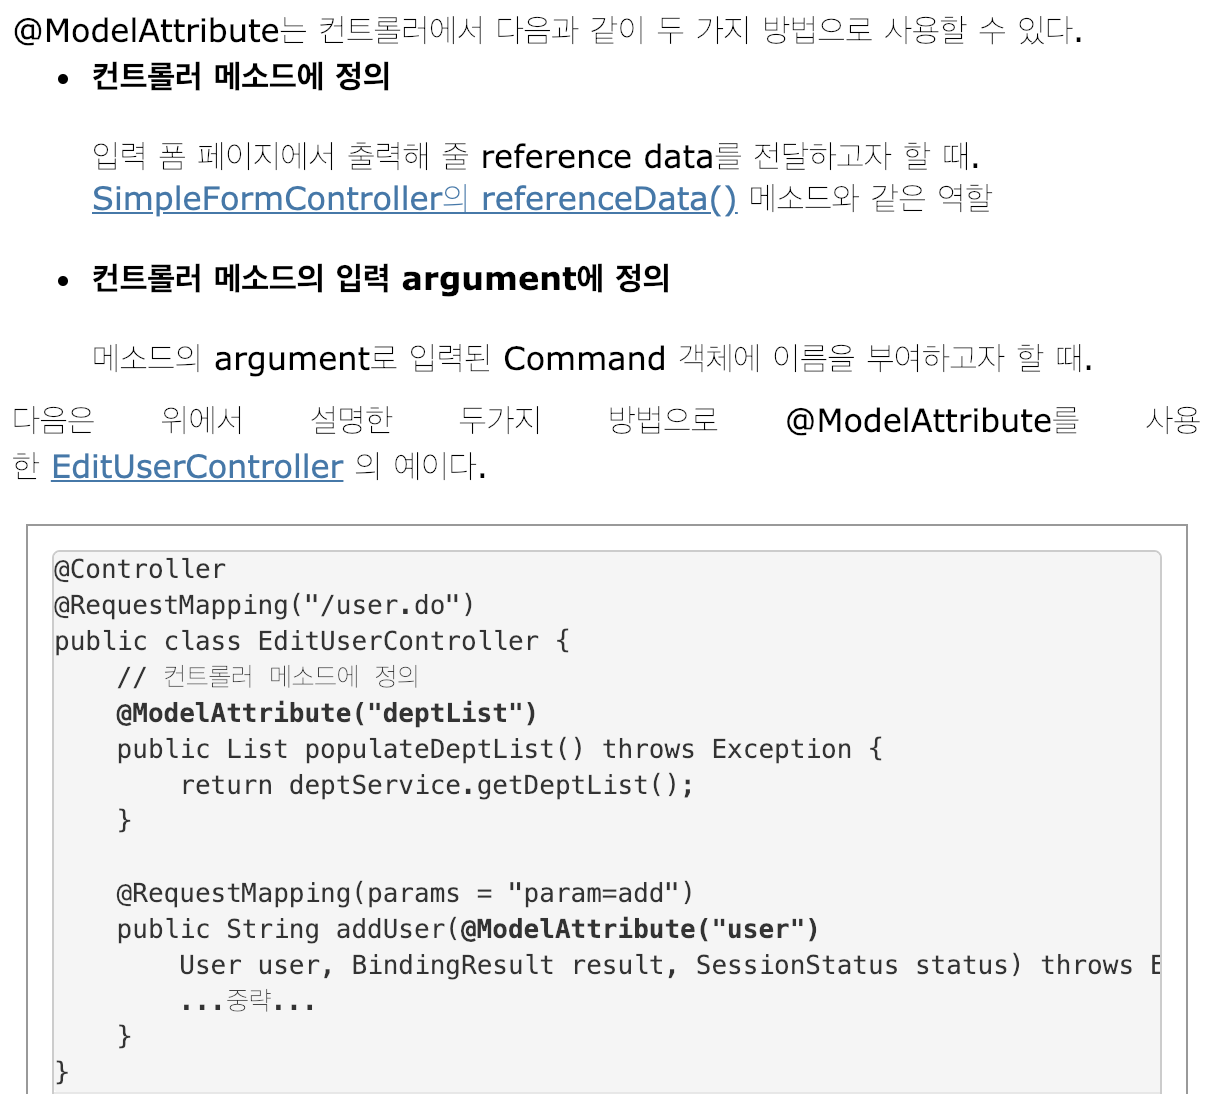 @ModelAttribute는 컨트롤러에서 다음과 같이 두 가지 방법으로 사용할 수 있다.
• 컨트롤러 메소드에 정의
입력 폼 페이지에서 출력해 줄 reference data를 전달하고자 할 때.
SimpleFormController의 referenceData() 메소드와 같은 역할
• 컨트롤러 메소드의 입력 argument에 정의
메소드의 argument로 입력된 Command 객체에 이름을 부여하고자 할 때.
다음은 위에서 설명한 두가지 방법으로 @ModelAttribute를 사용
한 EditUserController 의 예이다.
@Controller
@RequestMapping("/user.do")
public class EditUserController {
    // 컨트롤러 메소드에 정의
    @ModelAttribute("deptList")
    public List populateDeptList() throws Exception {
        return deptService.getDeptList();
    }
    @RequestMapping(params = "param=add")
    public String addUser(@ModelAttribute("user")
        User user, BindingResult result, SessionStatus status) throws
        ...중략...
    }
}